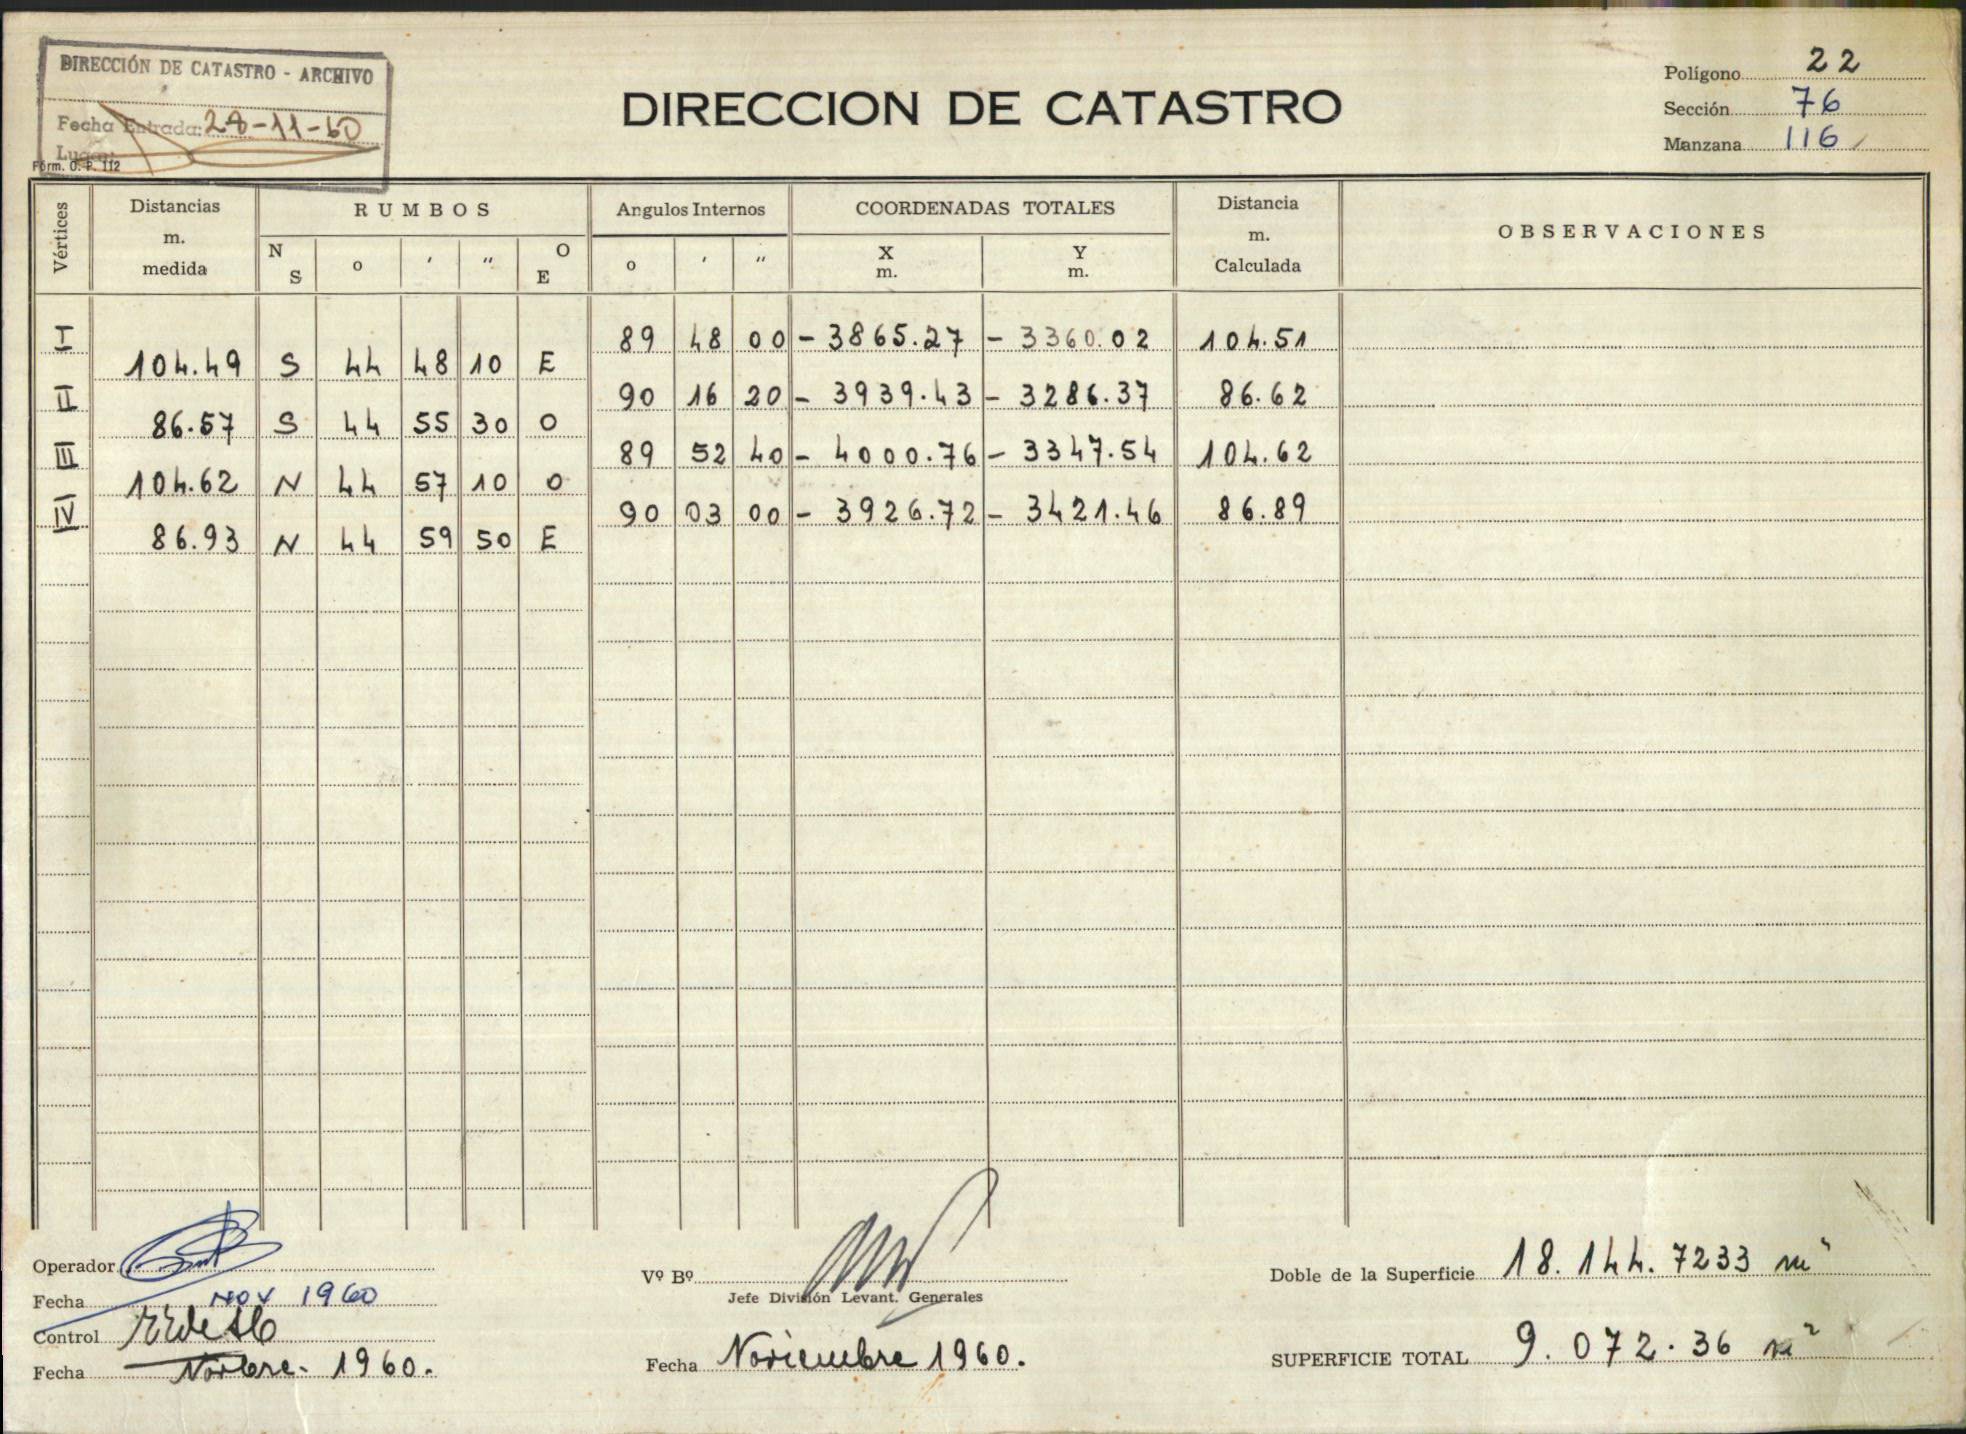 DIRECCIÓN DE CATASTRO - ARCHIVO
Fecha Entrada: 28-11-60
Lugar:
Fórm. O. P. 112
DIRECCION DE CATASTRO
Polígono 22
Sección 76
Manzana 116
Vértices Distancias m. medida RUMBOS Angulos Internos COORDENADAS TOTALES Distancia m. Calculada OBSERVACIONES
N S o ' " O E o ' " X m. Y m.
I 89 48 00 - 3865.27 - 3360.02 104.51
104.49 S 44 48 10 E
II 90 16 20 - 3939.43 - 3286.37 86.62
86.57 S 44 55 30 O
III 89 52 40 - 4000.76 - 3347.54 104.62
104.62 N 44 57 10 O
IV 90 03 00 - 3926.72 - 3421.46 86.89
86.93 N 44 59 50 E
Operador
Fecha NOV 1960
Control
Fecha Novbre. 1960.
Vº Bº
Jefe División Levant. Generales
Fecha Noviembre 1960.
Doble de la Superficie 18.144.7233 m²
SUPERFICIE TOTAL 9.072.36 m²